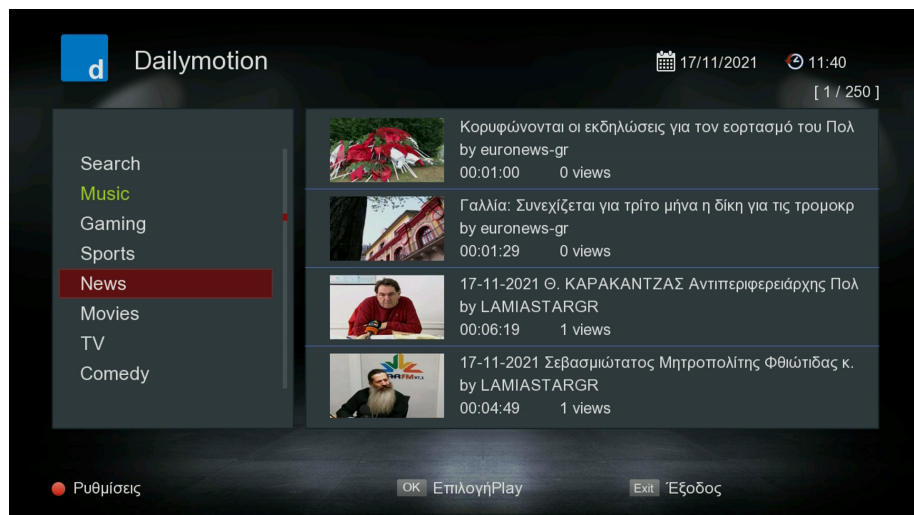 d Dailymotion
17/11/2021 11:40
[ 1 / 250 ]
Search
Music
Gaming
Sports
News
Movies
TV
Comedy
Κορυφώνονται οι εκδηλώσεις για τον εορτασμό του Πολ
by euronews-gr
00:01:00 0 views
Γαλλία: Συνεχίζεται για τρίτο μήνα η δίκη για τις τρομοκρ
by euronews-gr
00:01:29 0 views
17-11-2021 Θ. ΚΑΡΑΚΑΝΤΖΑΣ Αντιπεριφερειάρχης Πολ
by LAMIASTARGR
00:06:19 1 views
17-11-2021 Σεβασμιώτατος Μητροπολίτης Φθιώτιδας κ.
by LAMIASTARGR
00:04:49 1 views
Ρυθμίσεις
OK ΕπιλογήPlay
Exit Έξοδος